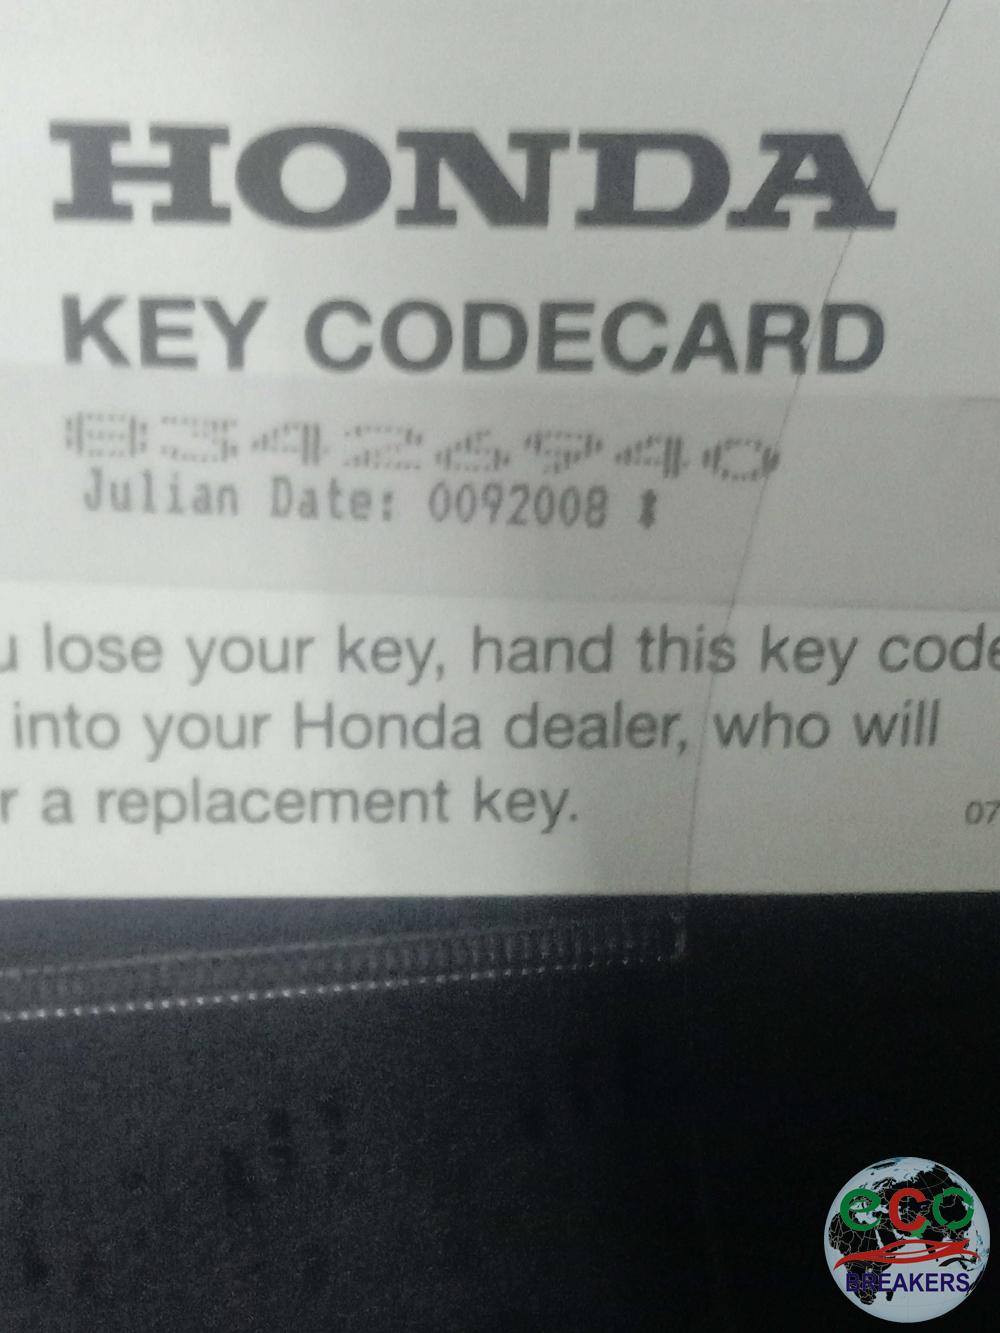 HONDA
KEY CODECARD
Julian Date: 0092008 *
u lose your key, hand this key code
into your Honda dealer, who will
r a replacement key.
07
eco
BREAKERS